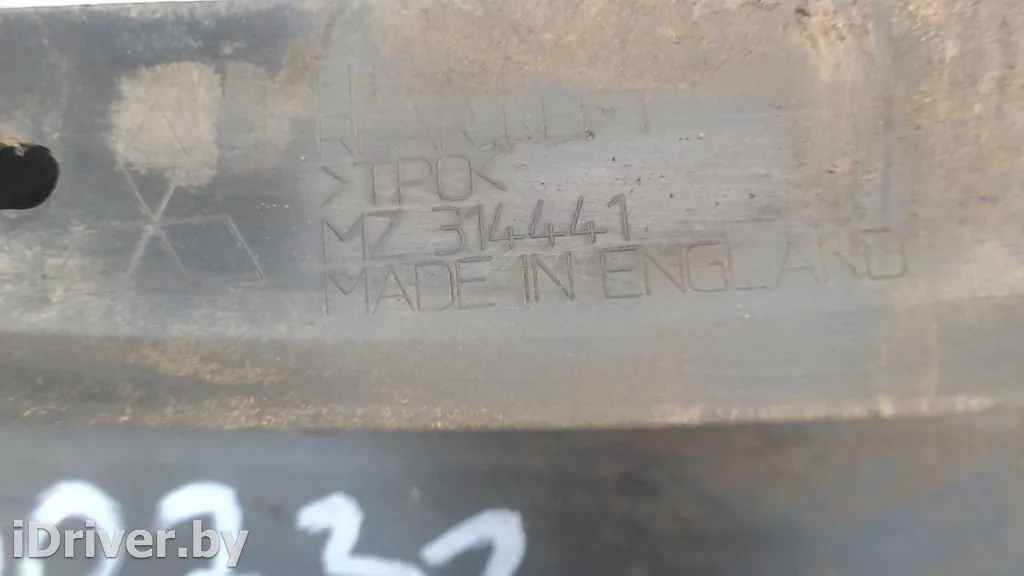 REAR LEFT
>TPO<
MZ 314441
MADE IN ENGLAND
iDriver.by